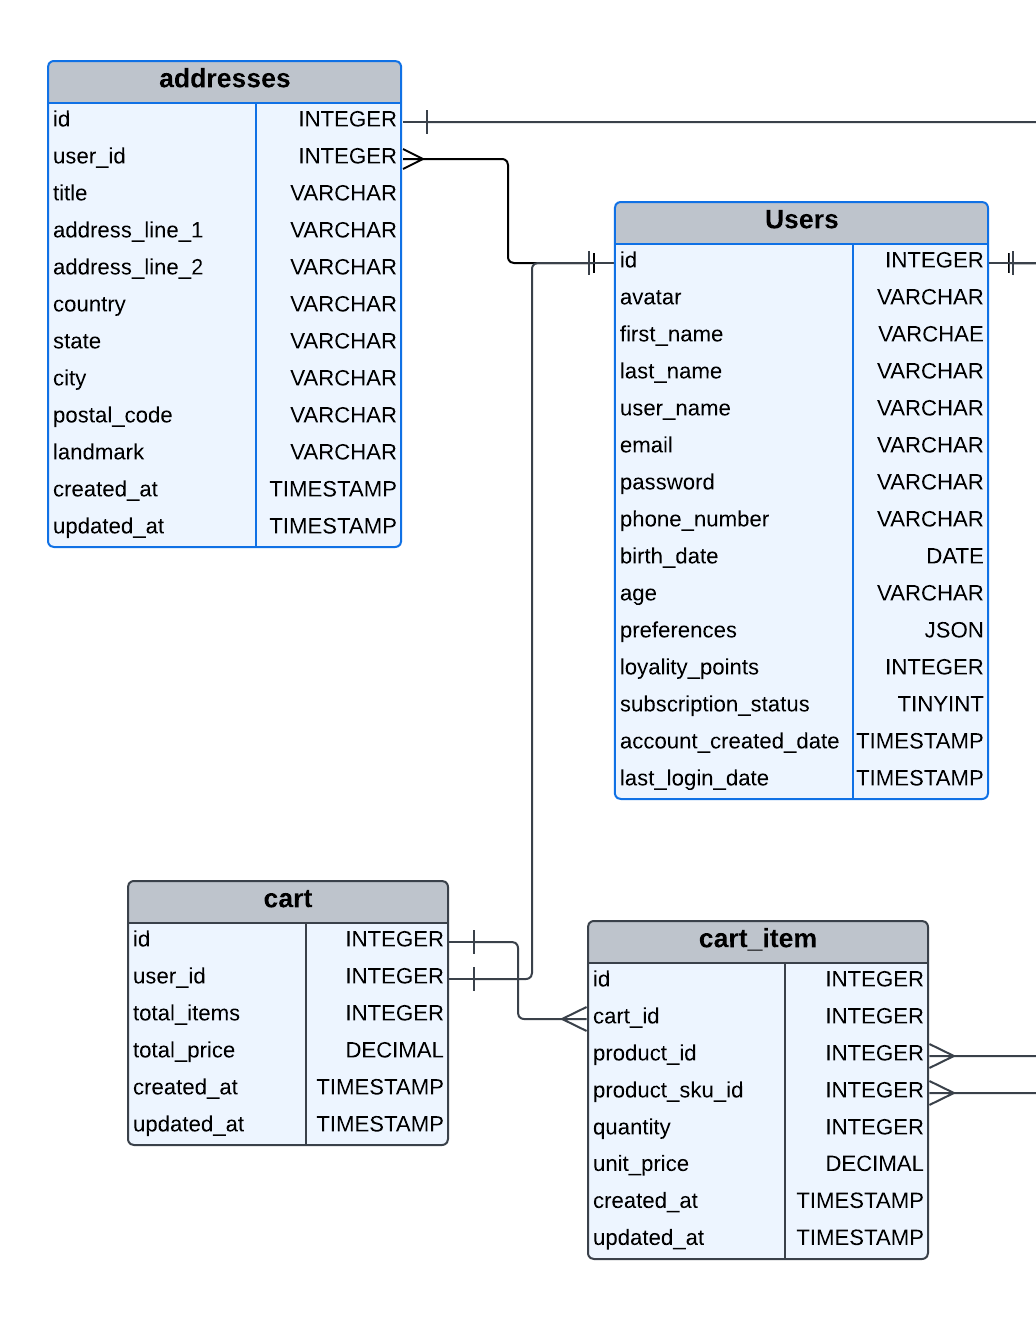 addresses
id INTEGER
user_id INTEGER
title VARCHAR
address_line_1 VARCHAR
address_line_2 VARCHAR
country VARCHAR
state VARCHAR
city VARCHAR
postal_code VARCHAR
landmark VARCHAR
created_at TIMESTAMP
updated_at TIMESTAMP
Users
id INTEGER
avatar VARCHAR
first_name VARCHAE
last_name VARCHAR
user_name VARCHAR
email VARCHAR
password VARCHAR
phone_number VARCHAR
birth_date DATE
age VARCHAR
preferences JSON
loyality_points INTEGER
subscription_status TINYINT
account_created_date TIMESTAMP
last_login_date TIMESTAMP
cart
id INTEGER
user_id INTEGER
total_items INTEGER
total_price DECIMAL
created_at TIMESTAMP
updated_at TIMESTAMP
cart_item
id INTEGER
cart_id INTEGER
product_id INTEGER
product_sku_id INTEGER
quantity INTEGER
unit_price DECIMAL
created_at TIMESTAMP
updated_at TIMESTAMP